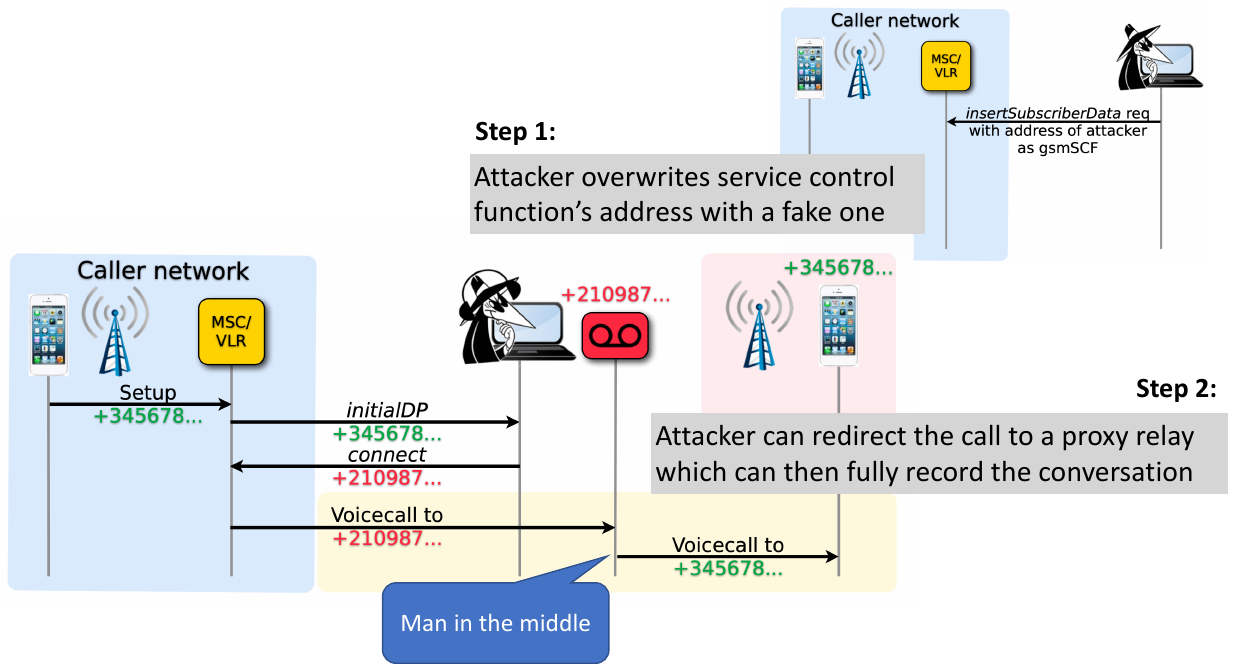 Caller network
MSC/
VLR
insertSubscriberData req
with address of attacker
as gsmSCF
Step 1:
Attacker overwrites service control
function’s address with a fake one
Caller network
MSC/
VLR
+210987...
+345678...
Setup
+345678...
initialDP
+345678...
connect
+210987...
Step 2:
Attacker can redirect the call to a proxy relay
which can then fully record the conversation
Voicecall to
+210987...
Voicecall to
+345678...
Man in the middle